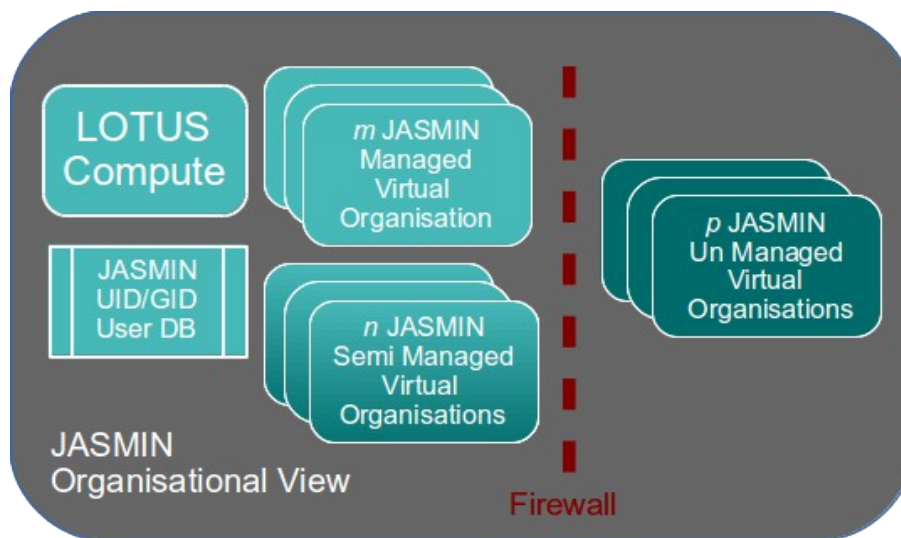 LOTUS
Compute
m JASMIN
Managed
Virtual
Organisation
p JASMIN
Un Managed
Virtual
Organisations
JASMIN
UID/GID
User DB
n JASMIN
Semi Managed
Virtual
Organisations
JASMIN
Organisational View
Firewall